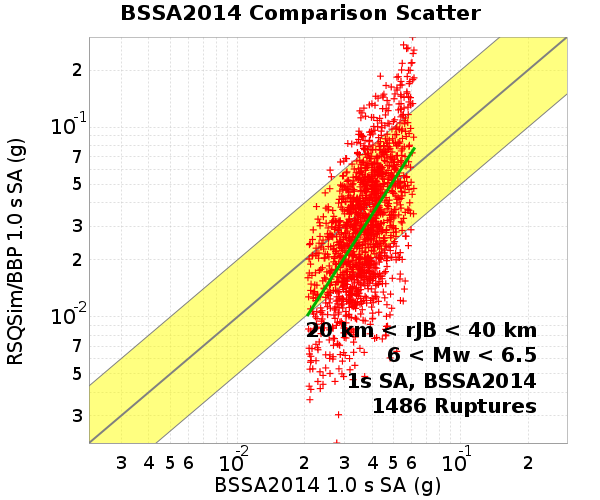 BSSA2014 Comparison Scatter
RSQSim/BBP 1.0 s SA (g)
2
10-1
7
5
3
2
10-2
7
5
3
20 km < rJB < 40 km
6 < Mw < 6.5
1s SA, BSSA2014
1486 Ruptures
3 4 5 6 10-2 2 3 4 5 6 10-1 2
BSSA2014 1.0 s SA (g)